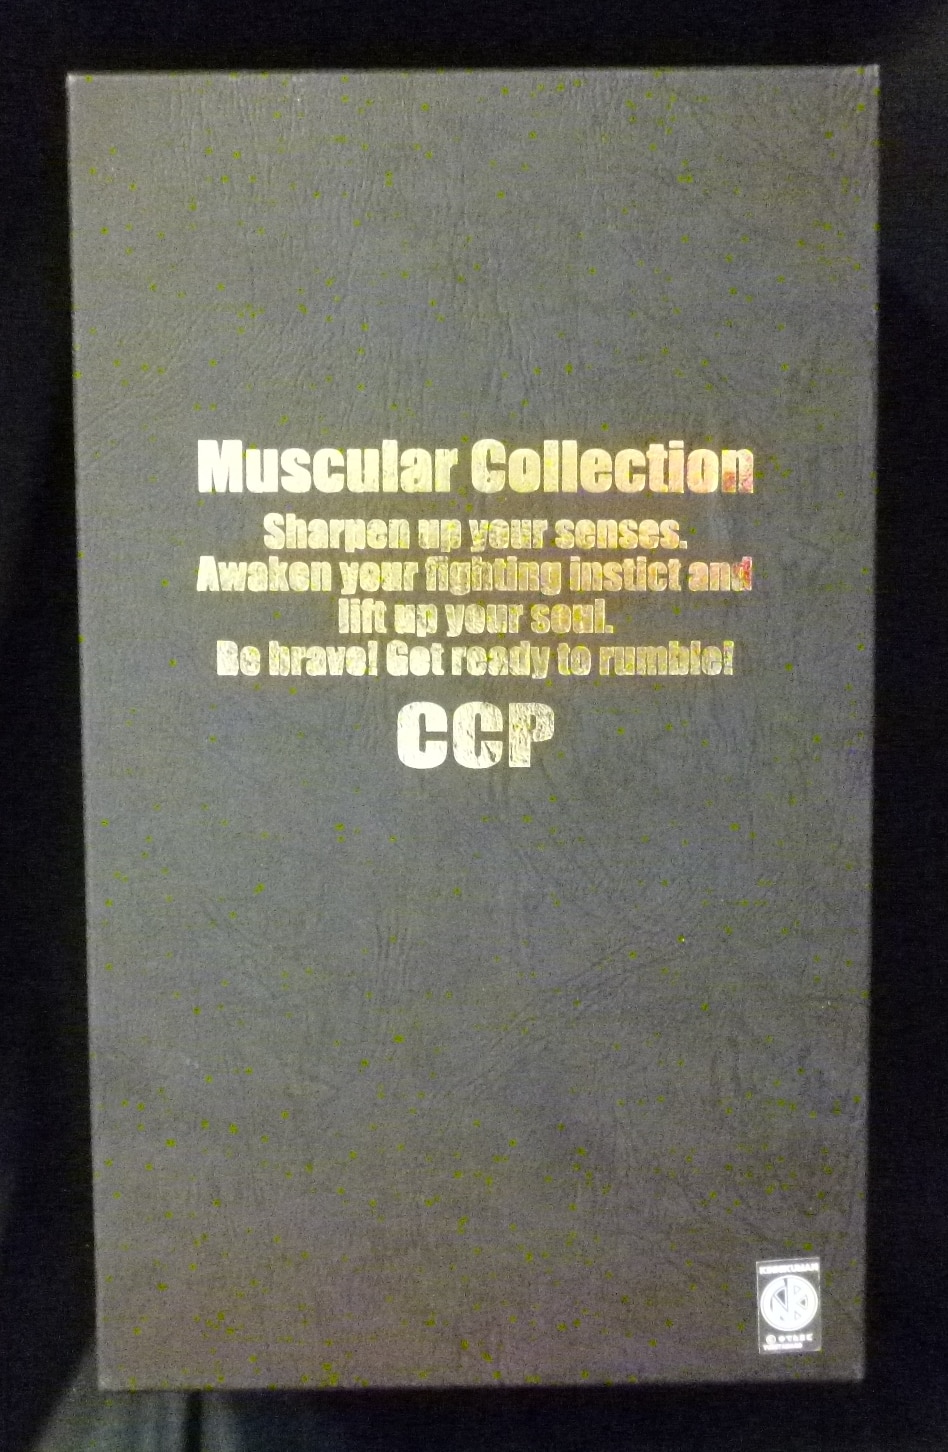 Muscular Collection
Sharpen up your senses.
Awaken your fighting instict and
lift up your soul.
Be brave! Get ready to rumble!
CCP
KINNIKUMAN